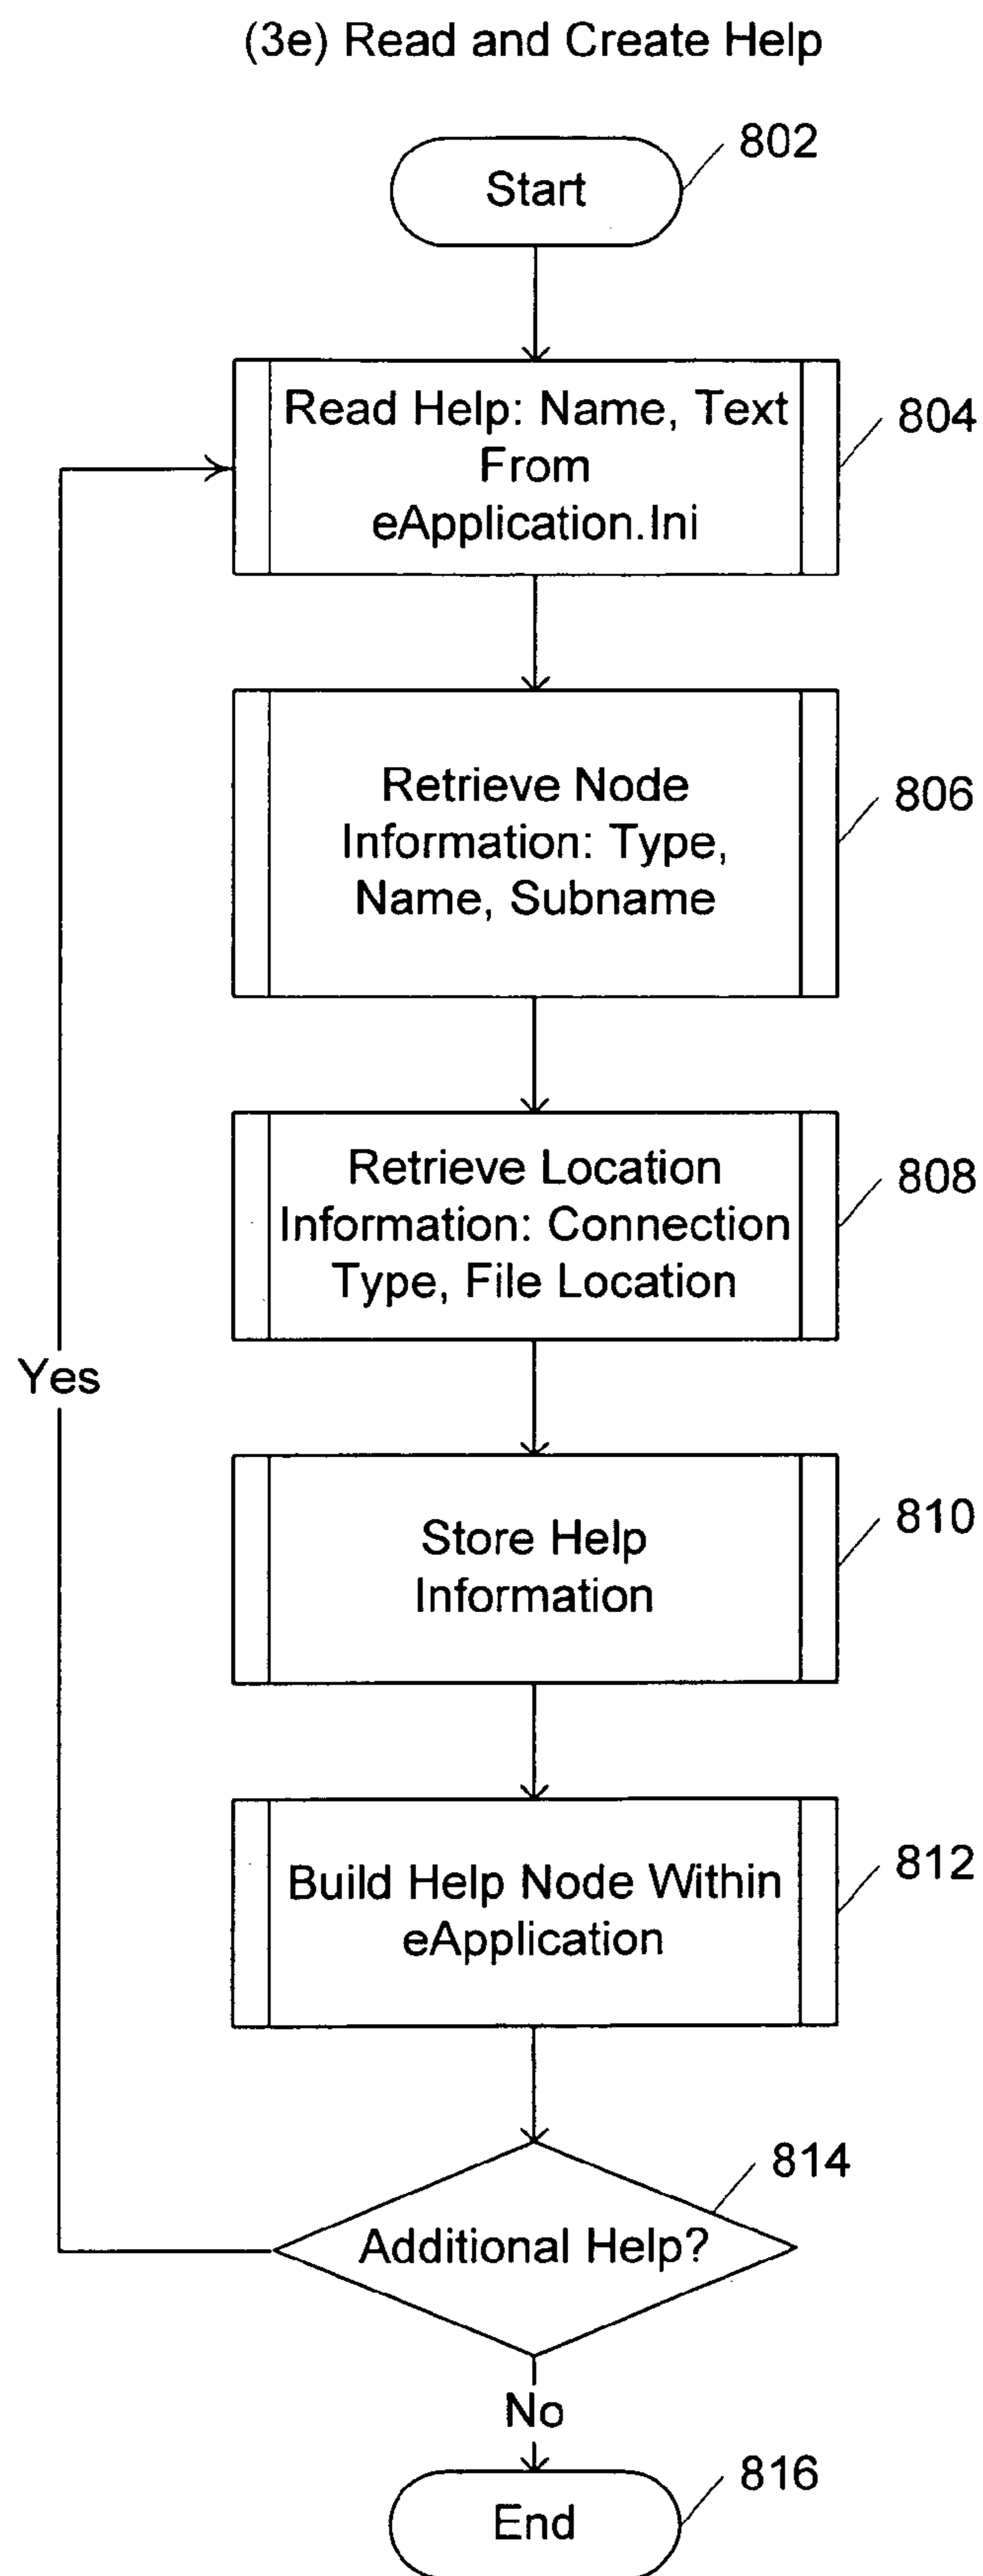 (3e) Read and Create Help
802
Start
Read Help: Name, Text
From
eApplication.Ini
804
Retrieve Node
Information: Type,
Name, Subname
806
Retrieve Location
Information: Connection
Type, File Location
808
Yes
Store Help
Information
810
Build Help Node Within
eApplication
812
Additional Help?
814
No
End
816